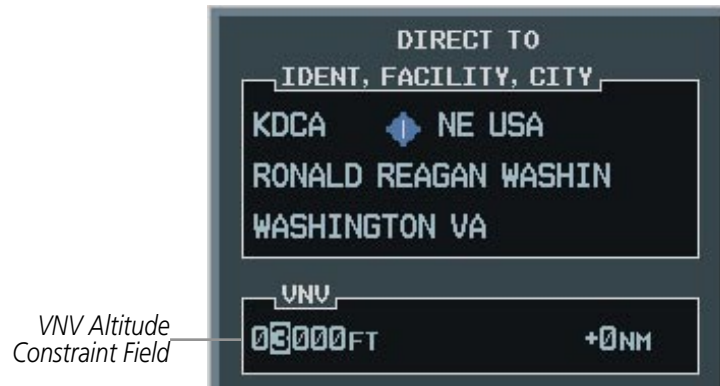 DIRECT TO
IDENT, FACILITY, CITY
KDCA NE USA
RONALD REAGAN WASHIN
WASHINGTON VA
VNV
03000FT +0NM
VNV Altitude
Constraint Field